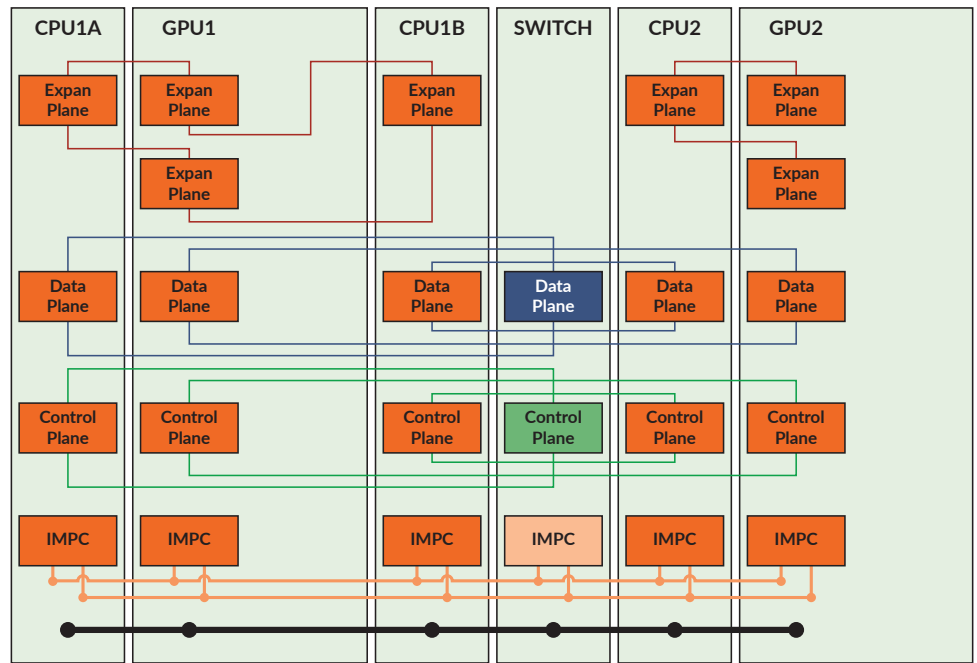 CPU1A GPU1 CPU1B SWITCH CPU2 GPU2
Expan Expan Expan Expan Expan
Plane Plane Plane Plane Plane
Expan Expan
Plane Plane
Data Data Data Data Data Data
Plane Plane Plane Plane Plane Plane
Control Control Control Control Control Control
Plane Plane Plane Plane Plane Plane
IMPC IMPC IMPC IMPC IMPC IMPC